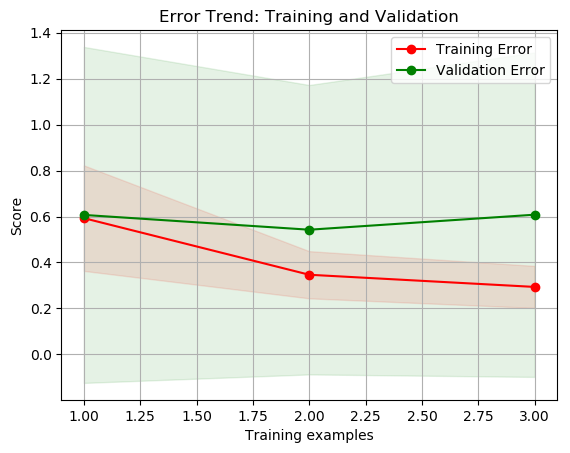 Error Trend: Training and Validation
Training Error
Validation Error
Score
1.4
1.2
1.0
0.8
0.6
0.4
0.2
0.0
1.00 1.25 1.50 1.75 2.00 2.25 2.50 2.75 3.00
Training examples